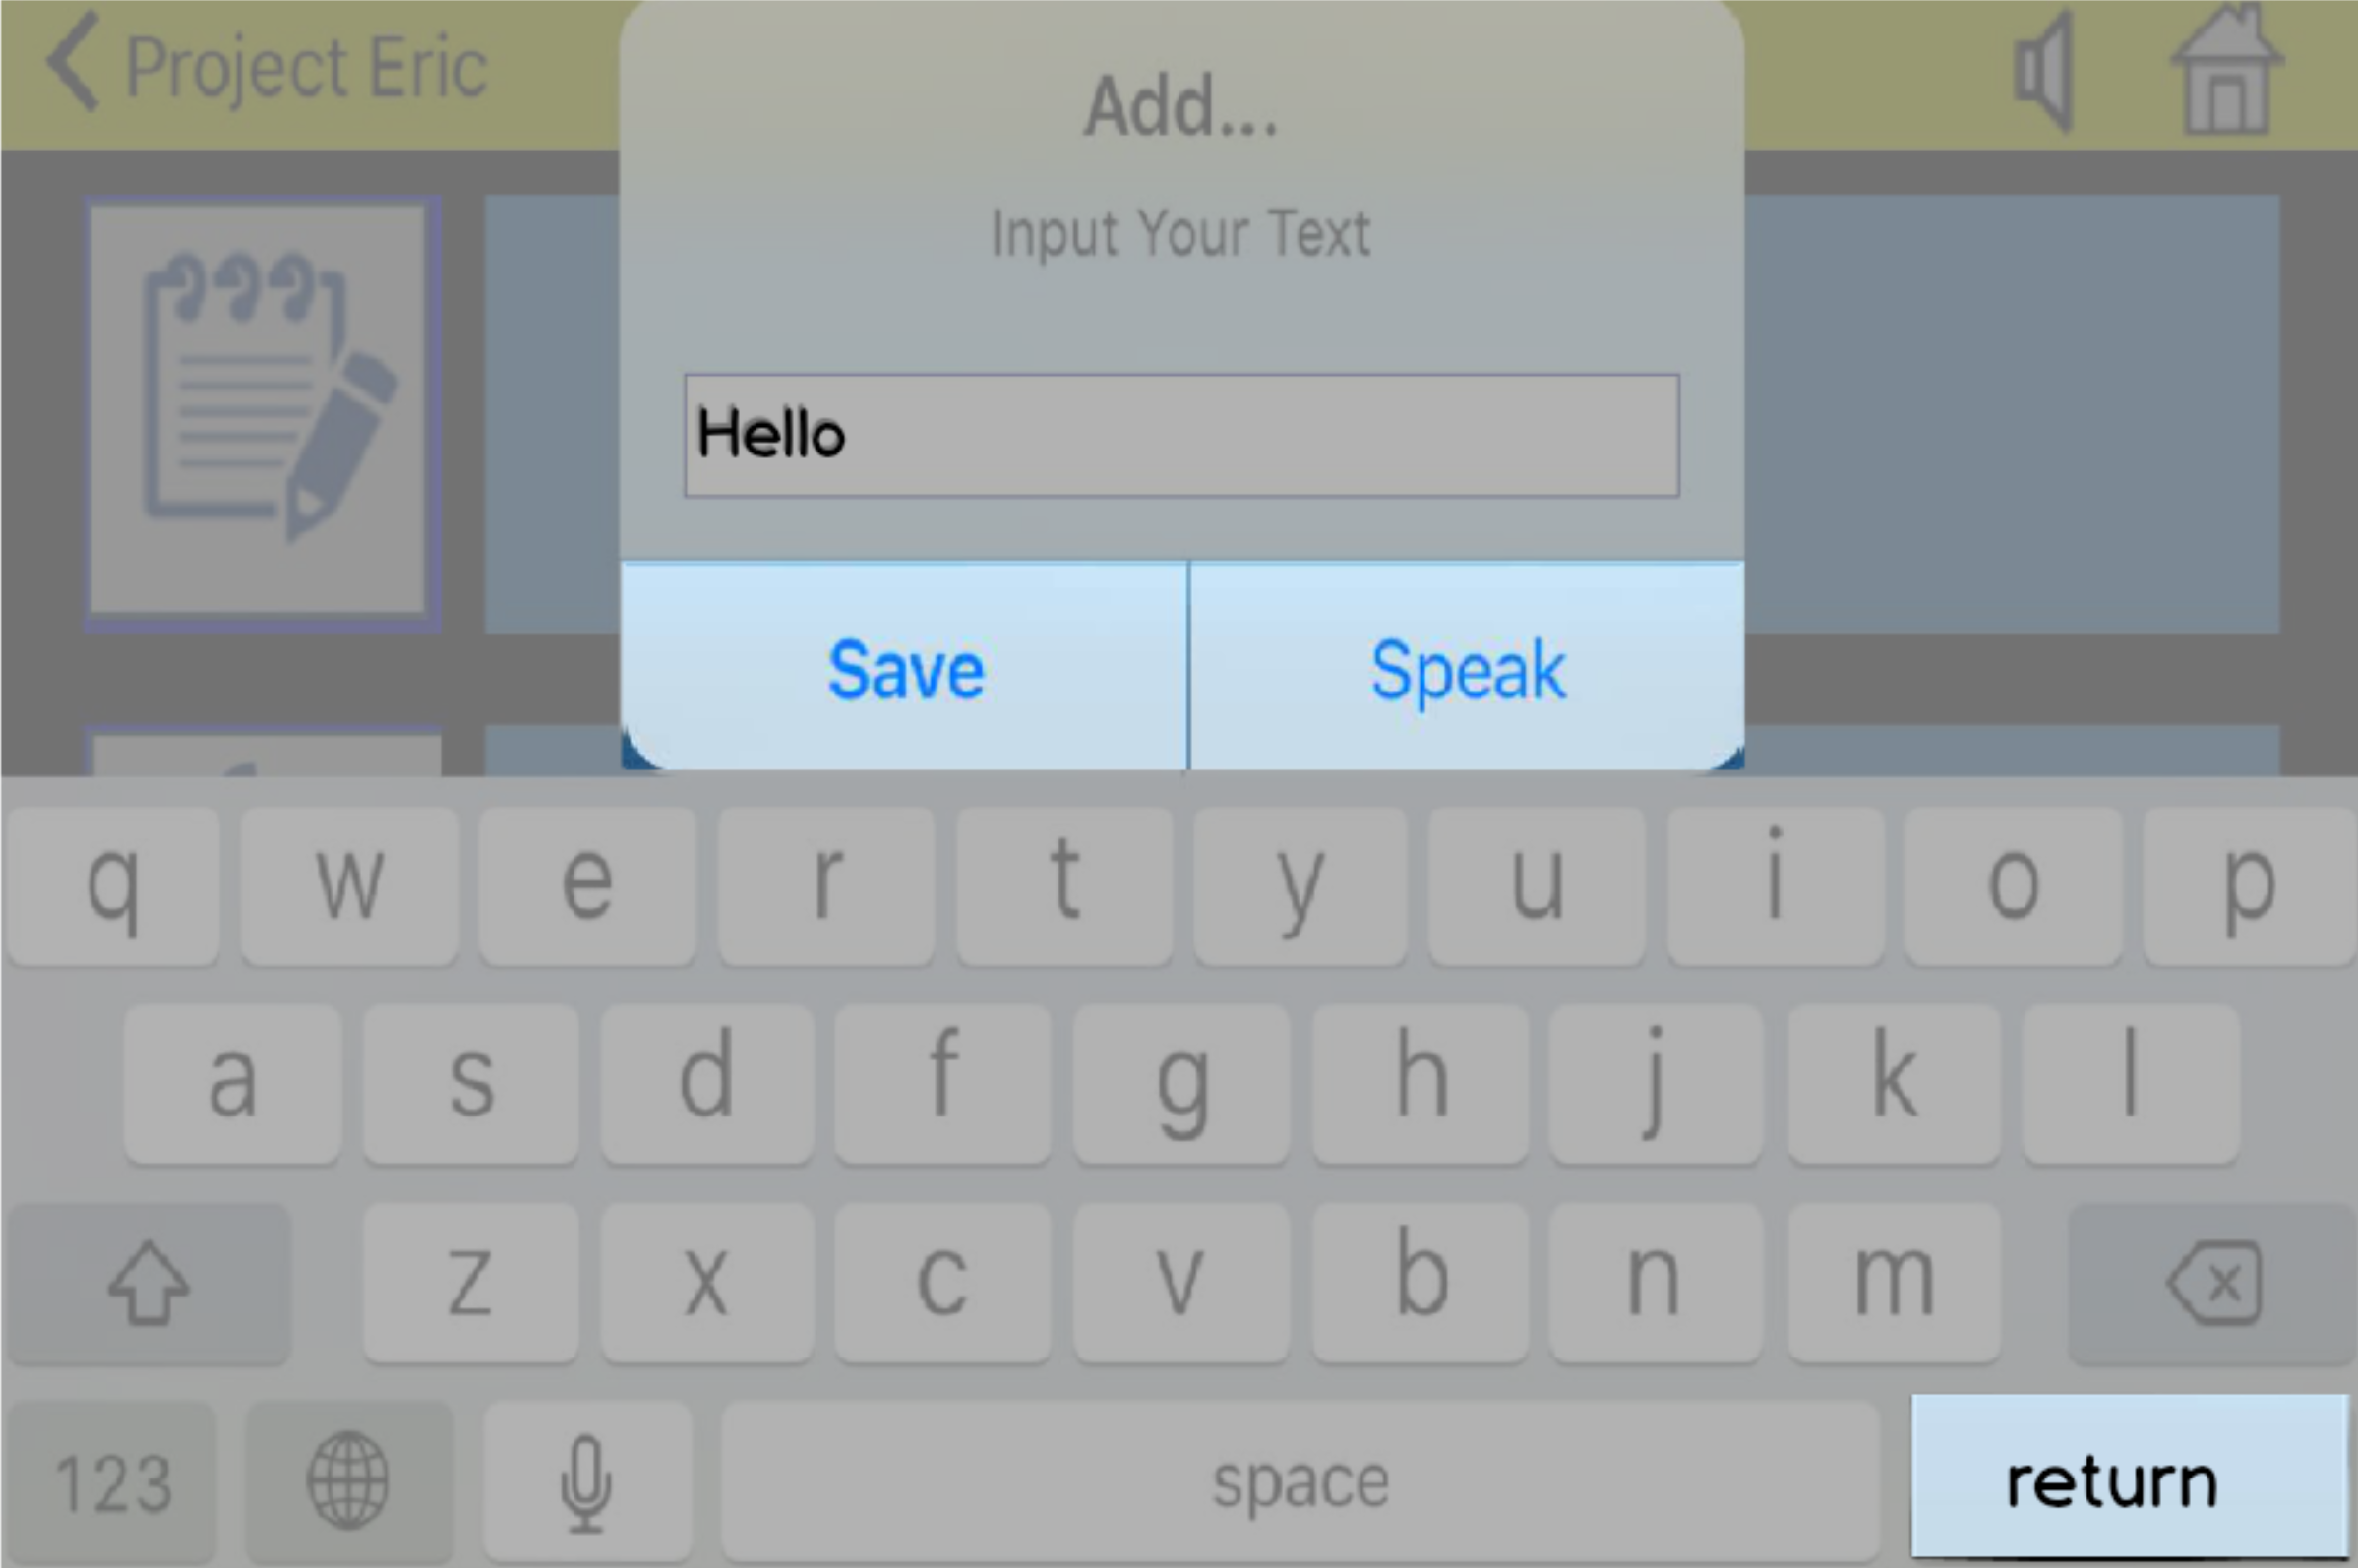 Project Eric
Add...
Input Your Text
Hello
Save Speak
q w e r t y u i o p
a s d f g h j k l
z x c v b n m
123 space return